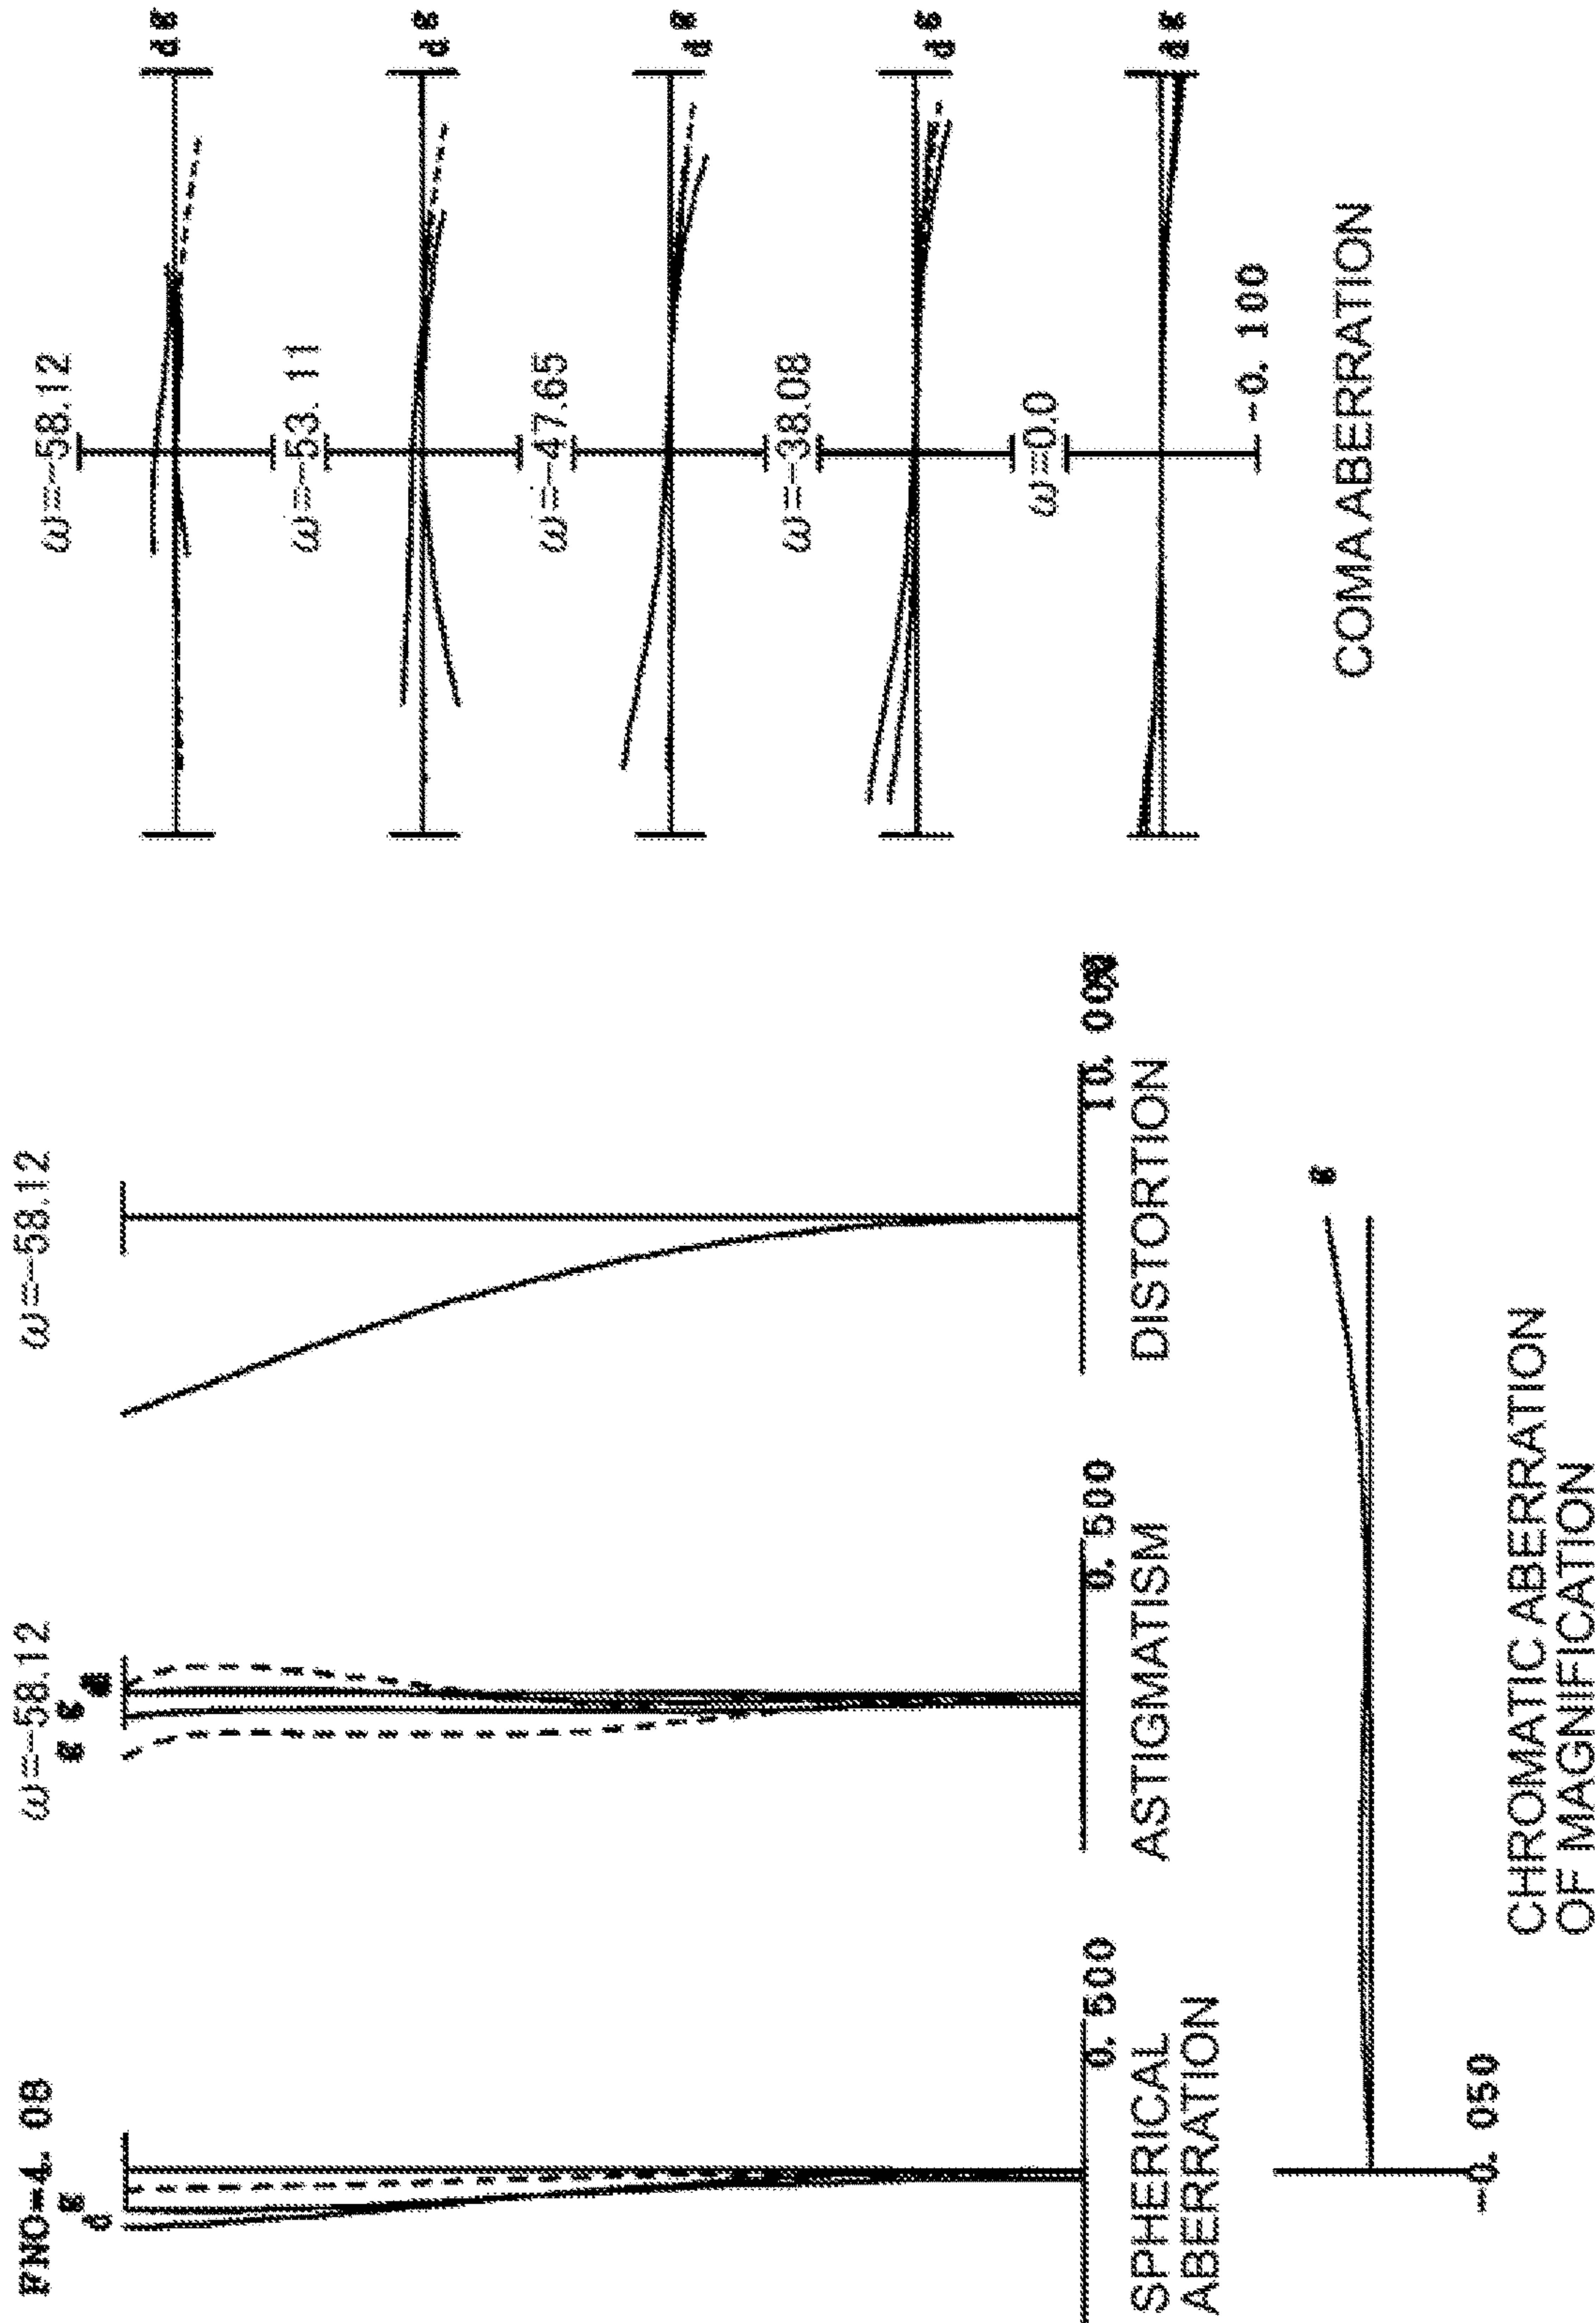 FNO=4. 08
g
d
0. 500
SPHERICAL
ABERRATION
ω=-58.12
g g
d
0. 500
ASTIGMATISM
ω=-58.12
10. 000
DISTORTION
-0. 050
g
CHROMATIC ABERRATION
OF MAGNIFICATION
ω=-58.12
g
d
ω=-53. 11
g
d
ω=-47.65
g
d
ω=-38.08
g
d
ω=0.0
g
d
-0. 100
COMA ABERRATION